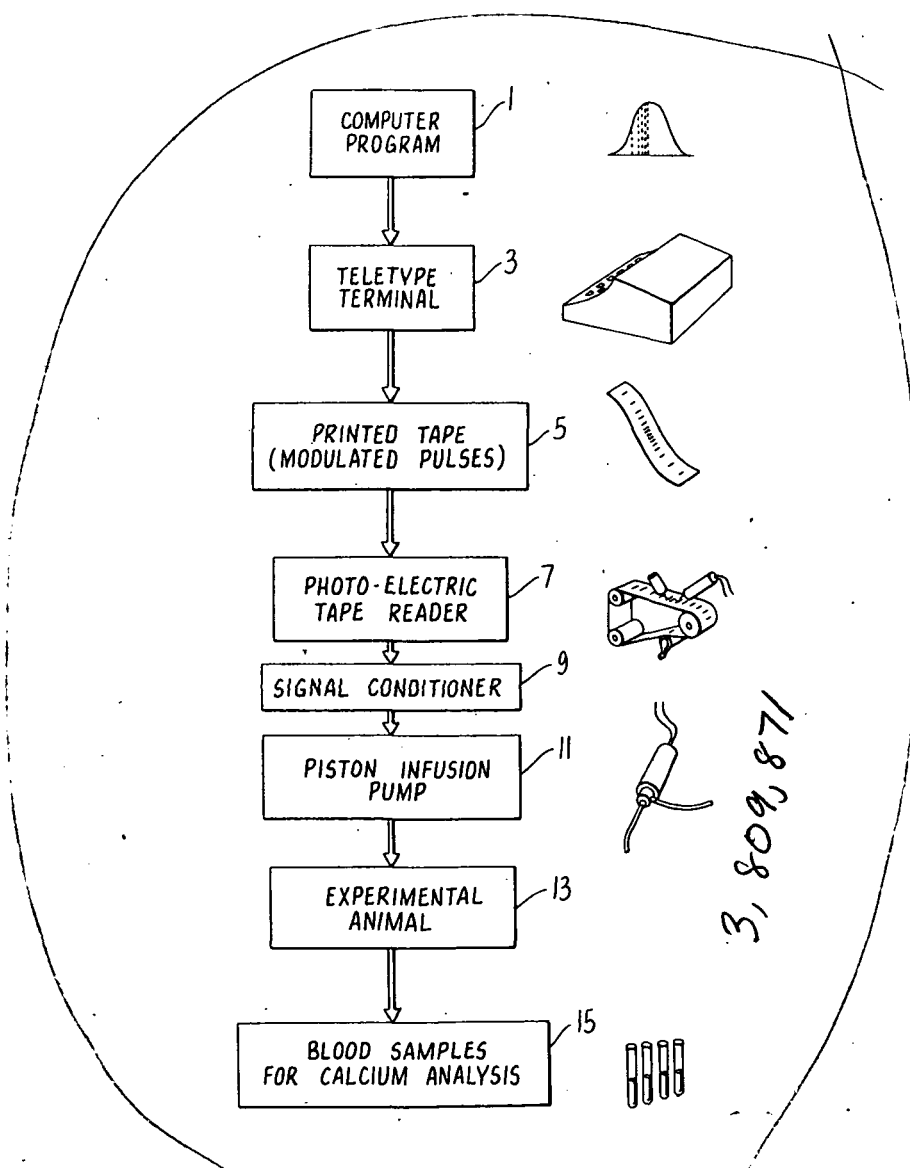 COMPUTER
PROGRAM
1
TELETYPE
TERMINAL
3
PRINTED TAPE
(MODULATED PULSES)
5
PHOTO-ELECTRIC
TAPE READER
7
SIGNAL CONDITIONER
9
PISTON INFUSION
PUMP
11
EXPERIMENTAL
ANIMAL
13
BLOOD SAMPLES
FOR CALCIUM ANALYSIS
15
3,809,871